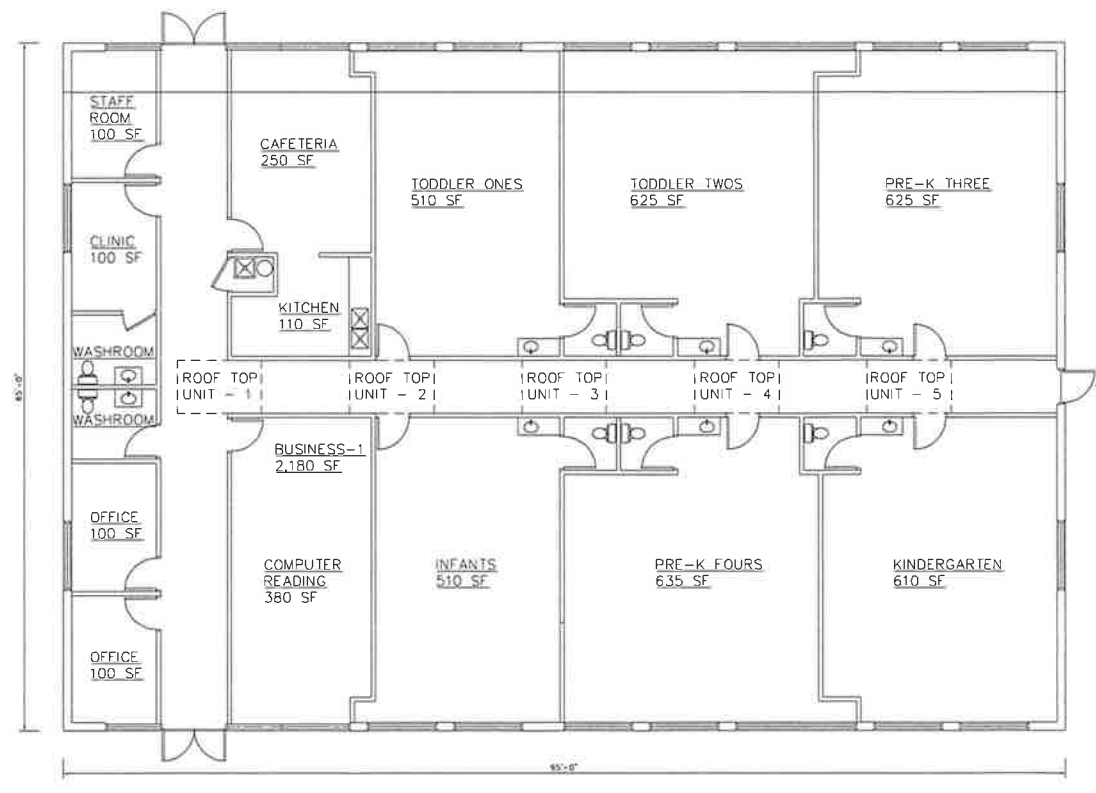 STAFF
ROOM
100 SF
CAFETERIA
250 SF
TODDLER ONES
510 SF
TODDLER TWOS
625 SF
PRE-K THREE
625 SF
CLINIC
100 SF
KITCHEN
110 SF
WASHROOM
ROOF TOP
UNIT - 1
ROOF TOP
UNIT - 2
ROOF TOP
UNIT - 3
ROOF TOP
UNIT - 4
ROOF TOP
UNIT - 5
WASHROOM
BUSINESS-1
2,180 SF
OFFICE
100 SF
COMPUTER
READING
380 SF
INFANTS
510 SF
PRE-K FOURS
635 SF
KINDERGARTEN
610 SF
OFFICE
100 SF